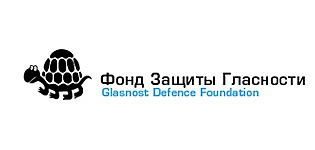 Фонд Защиты Гласности
Glasnost Defence Foundation